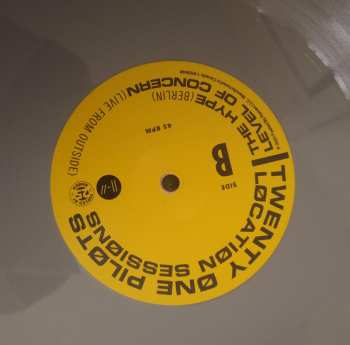 TWENTY ØNE PILØTS
LØCATIØN SESSIØNS
THE HYPE (BERLIN)
LEVEL OF CONCERN (LIVE FROM OUTSIDE)
SIDE
B
45 RPM
||-//